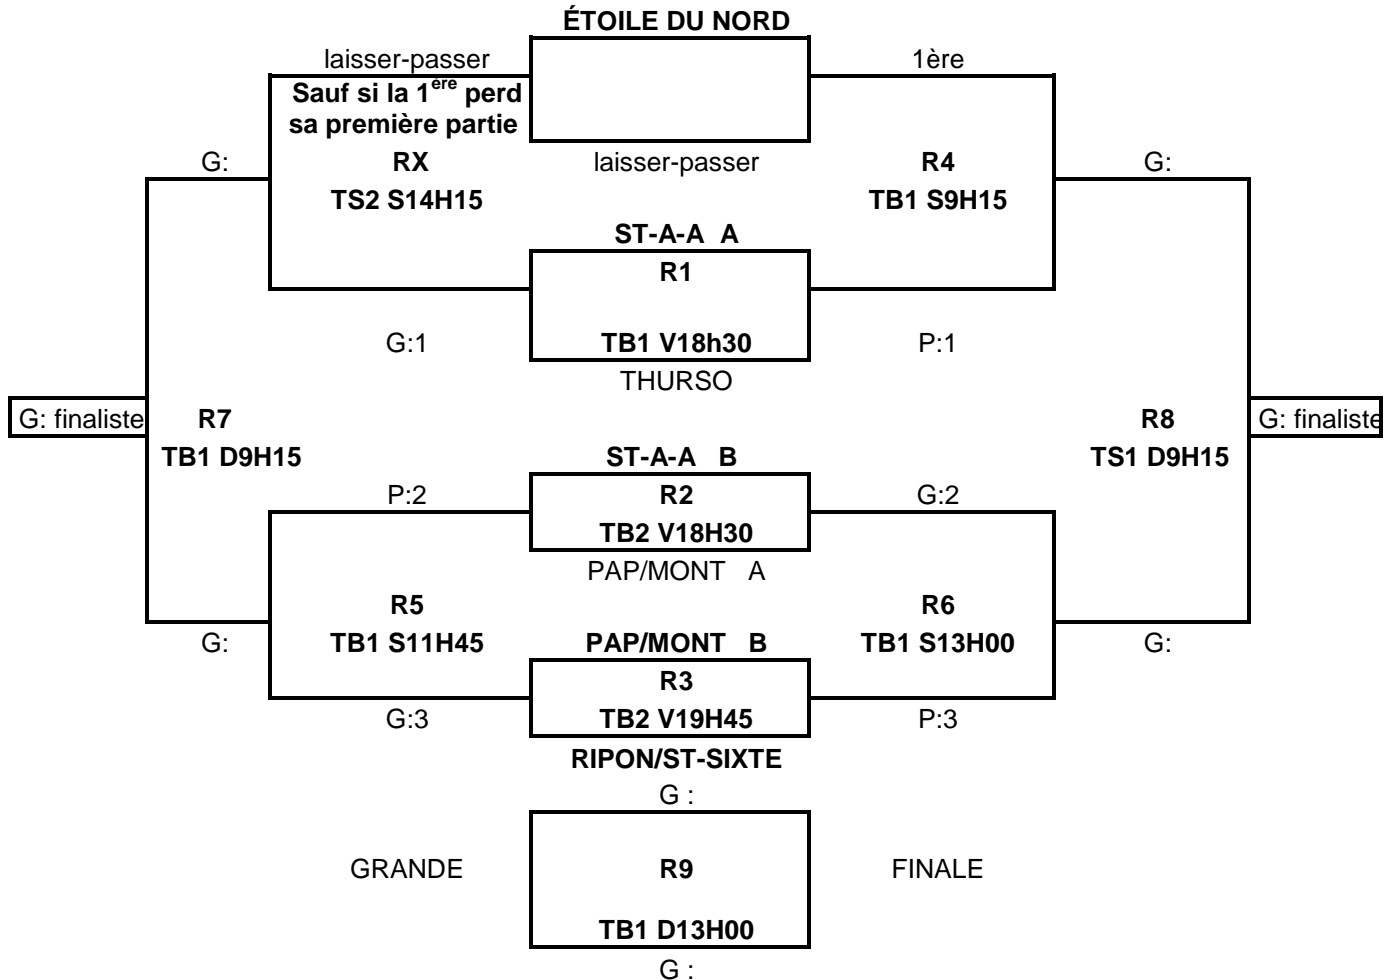 ÉTOILE DU NORD
laisser-passer
1ère
Sauf si la 1ère perd
sa première partie
G:
RX
laisser-passer
R4
G:
TS2 S14H15
TB1 S9H15
ST-A-A A
R1
G:1
TB1 V18h30
P:1
THURSO
G: finaliste
R7
R8
G: finaliste
TB1 D9H15
ST-A-A B
TS1 D9H15
P:2
R2
G:2
TB2 V18H30
PAP/MONT A
R5
R6
G:
TB1 S11H45
PAP/MONT B
TB1 S13H00
G:
R3
G:3
TB2 V19H45
P:3
RIPON/ST-SIXTE
G :
GRANDE
R9
FINALE
TB1 D13H00
G :